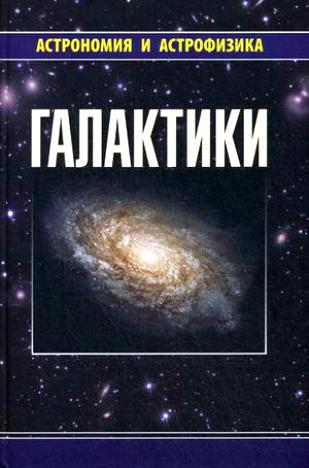 АСТРОНОМИЯ И АСТРОФИЗИКА
ГАЛАКТИКИ